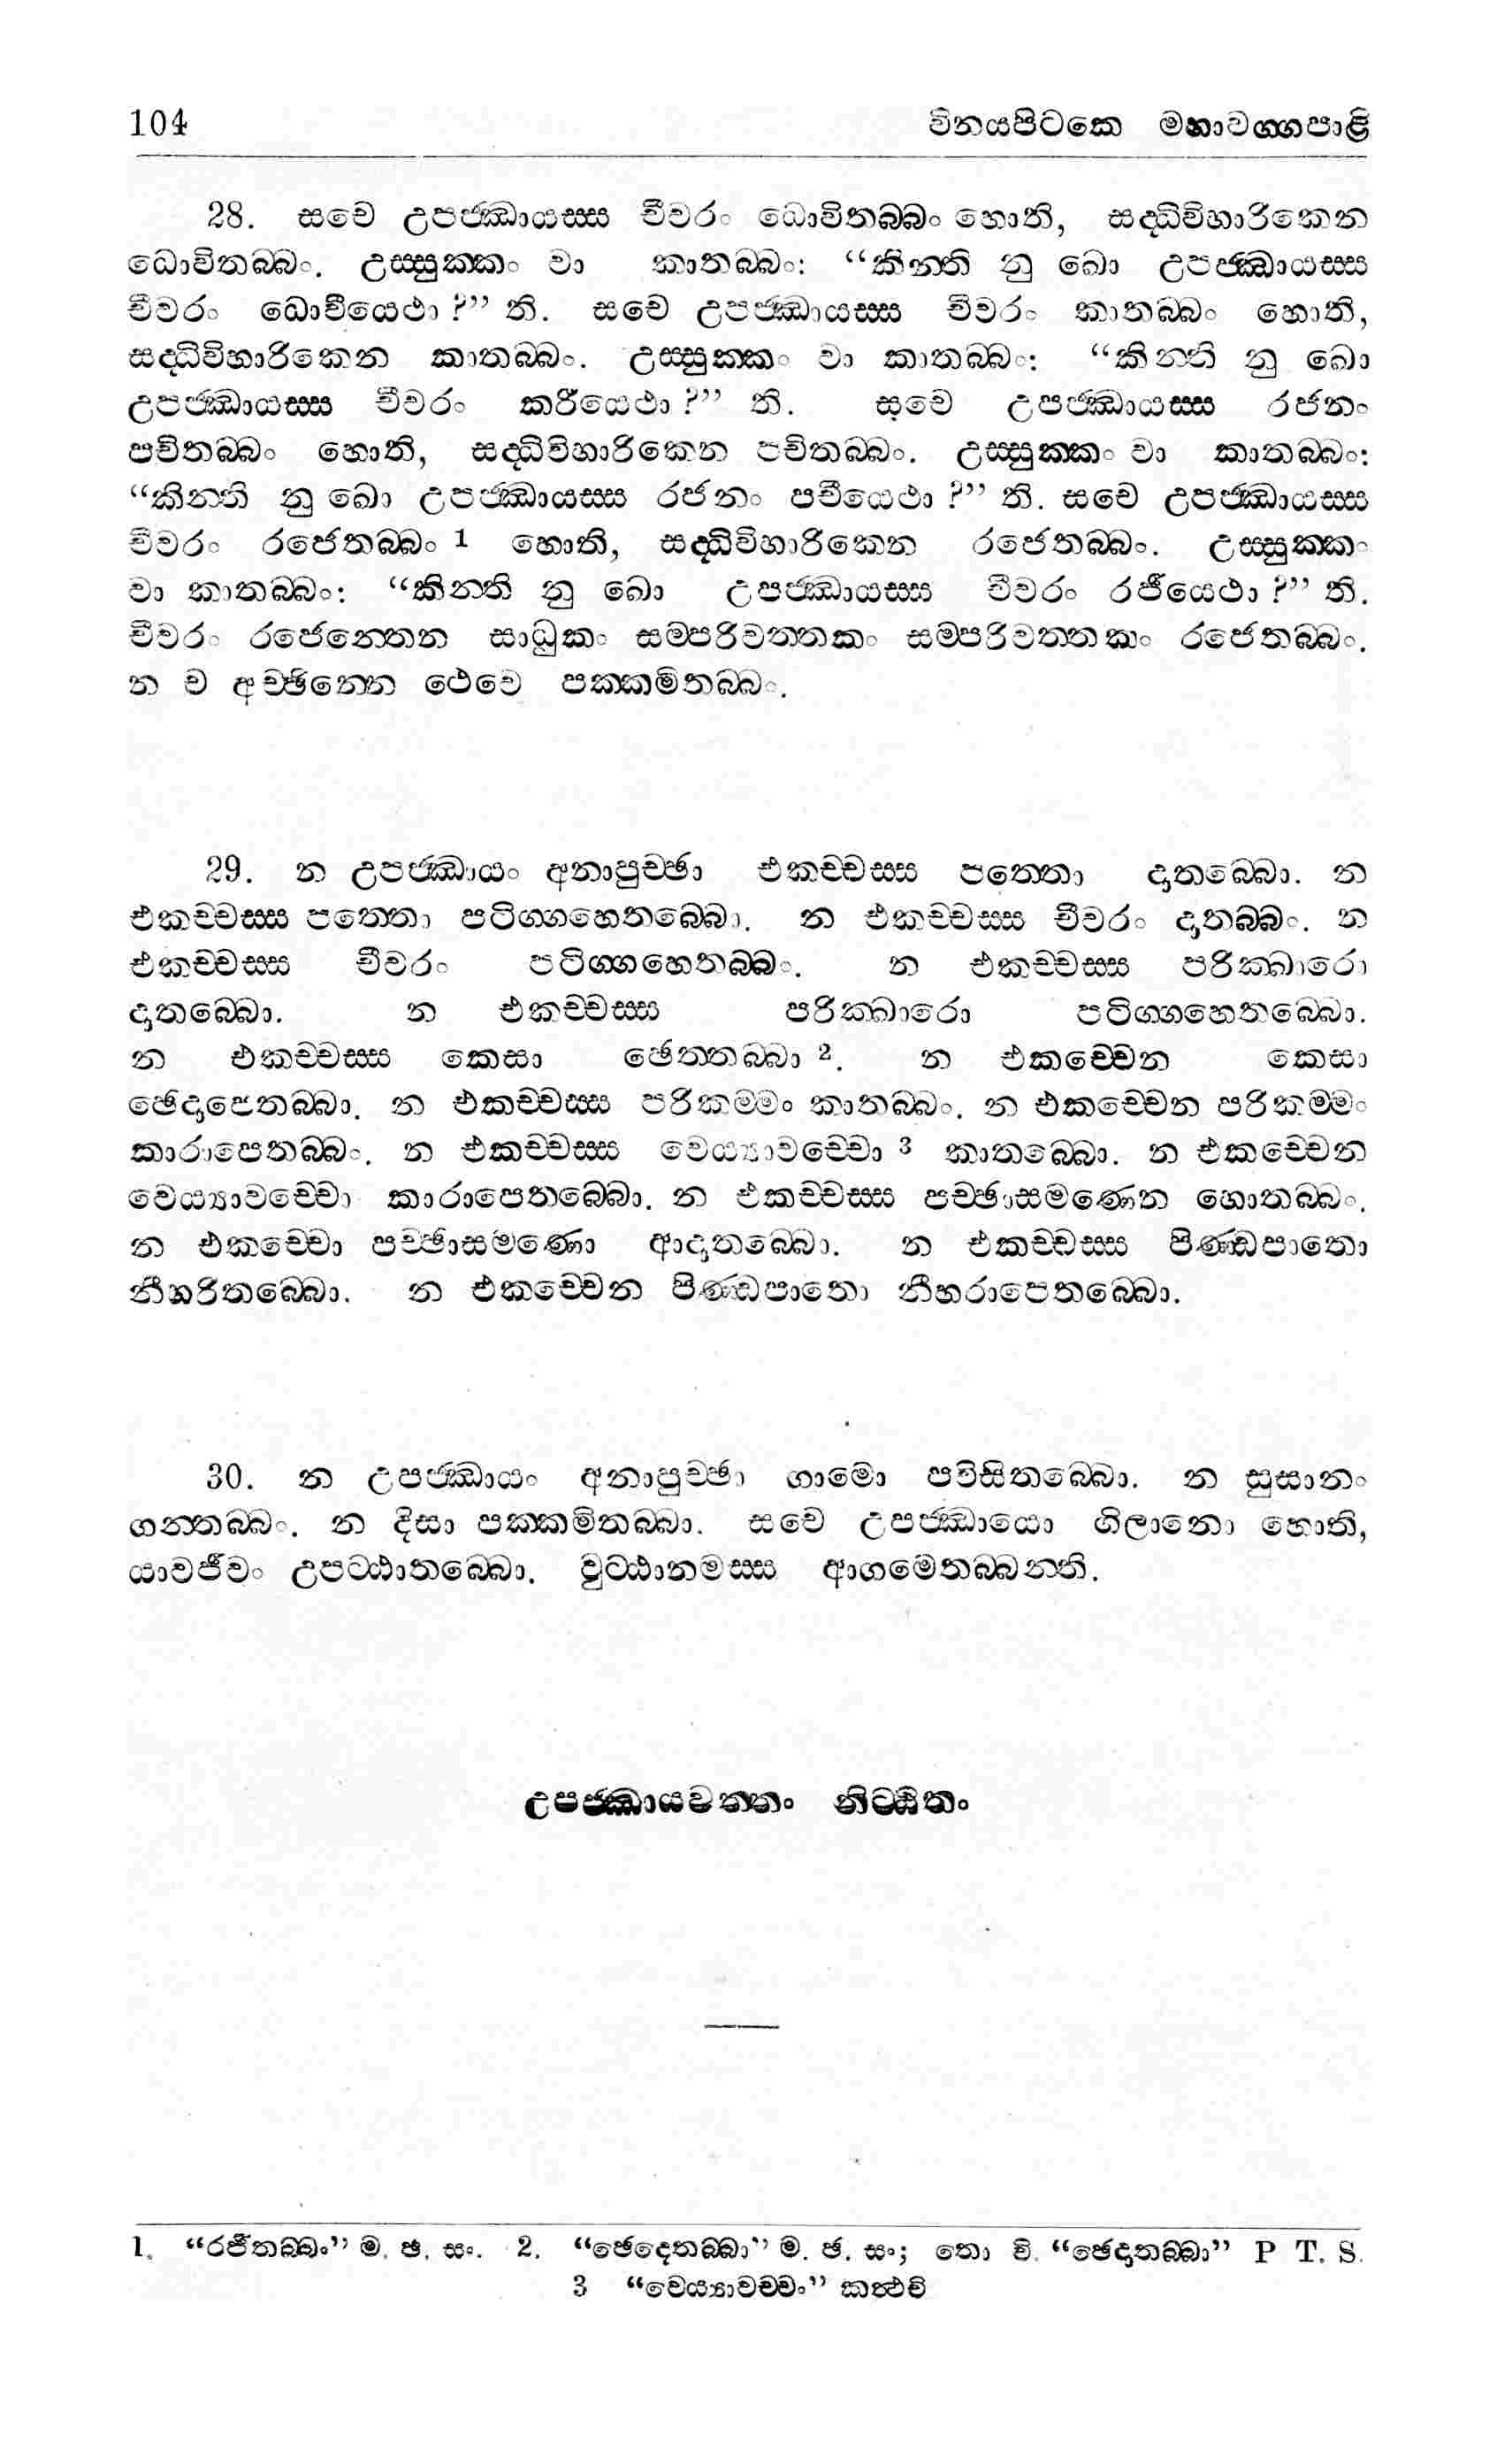 104 විනයපිටකෙ මහාවග්ගපාළි
28. සචෙ උපජ්ඣායස්ස චීවරං ධොවිතබ්බං හොති, සද්ධිවිහාරිකෙන
ධොවිතබ්බං. උස්සුක්කං වා කාතබ්බං: “කින්ති නු ඛො උපජ්ඣායස්ස
චීවරං ධොවීයෙථා ?” ති. සචෙ උපජ්ඣායස්ස චීවරං කාතබ්බං හොති,
සද්ධිවිහාරිකෙන කාතබ්බං. උස්සුක්කං වා කාතබ්බං: “කින්ති නු ඛො
උපජ්ඣායස්ස චීවරං කරීයෙථා ?” ති. සචෙ උපජ්ඣායස්ස රජනං
පචිතබ්බං හොති, සද්ධිවිහාරිකෙන පචිතබ්බං. උස්සුක්කං වා කාතබ්බං:
“කින්ති නු ඛො උපජ්ඣායස්ස රජනං පචීයෙථා ?” ති. සචෙ උපජ්ඣායස්ස
චීවරං රජෙතබ්බං 1 හොති, සද්ධිවිහාරිකෙන රජෙතබ්බං. උස්සුක්කං
වා කාතබ්බං: “කින්ති නු ඛො උපජ්ඣායස්ස චීවරං රජීයෙථා ?” ති.
චීවරං රජෙන්තෙන සාධුකං සම්පරිවත්තකං සම්පරිවත්තකං රජෙතබ්බං.
න ච අච්ඡින්නෙ ථෙවෙ පක්කමිතබ්බං.
29. න උපජ්ඣායං අනාපුච්ඡා එකච්චස්ස පත්තො දාතබ්බො. න
එකච්චස්ස පත්තො පටිග්ගහෙතබ්බො. න එකච්චස්ස චීවරං දාතබ්බං. න
එකච්චස්ස චීවරං පටිග්ගහෙතබ්බං. න එකච්චස්ස පරික්ඛාරො
දාතබ්බො. න එකච්චස්ස පරික්ඛාරො පටිග්ගහෙතබ්බො.
න එකච්චස්ස කෙසා ඡෙත්තබ්බා 2. න එකච්චෙන කෙසා
ඡෙදාපෙතබ්බා. න එකච්චස්ස පරිකම්මං කාතබ්බං. න එකච්චෙන පරිකම්මං
කාරාපෙතබ්බං. න එකච්චස්ස වෙය්‍යාවච්චො 3 කාතබ්බො. න එකච්චෙන
වෙය්‍යාවච්චො කාරාපෙතබ්බො. න එකච්චස්ස පච්ඡාසමණෙන හොතබ්බං.
න එකච්චො පච්ඡාසමණො ආදාතබ්බො. න එකච්චස්ස පිණ්ඩපාතො
නීහරිතබ්බො. න එකච්චෙන පිණ්ඩපාතො නීහරාපෙතබ්බො.
30. න උපජ්ඣායං අනාපුච්ඡා ගාමො පවිසිතබ්බො. න සුසානං
ගන්තබ්බං. න දිසා පක්කමිතබ්බා. සචෙ උපජ්ඣායො ගිලානො හොති,
යාවජීවං උපට්ඨාතබ්බො. වුට්ඨානමස්ස ආගමෙතබ්බන්ති.
උපජ්ඣායවත්තං නිට්ඨිතං
1. “රජිතබ්බං” ම. ඡ. සං. 2. “ඡෙදෙතබ්බා” ම. ඡ. සං; තො වි. “ඡෙදාතබ්බා” P T. S.
3 “වෙය්‍යාවච්චං” කත්‍ථචි